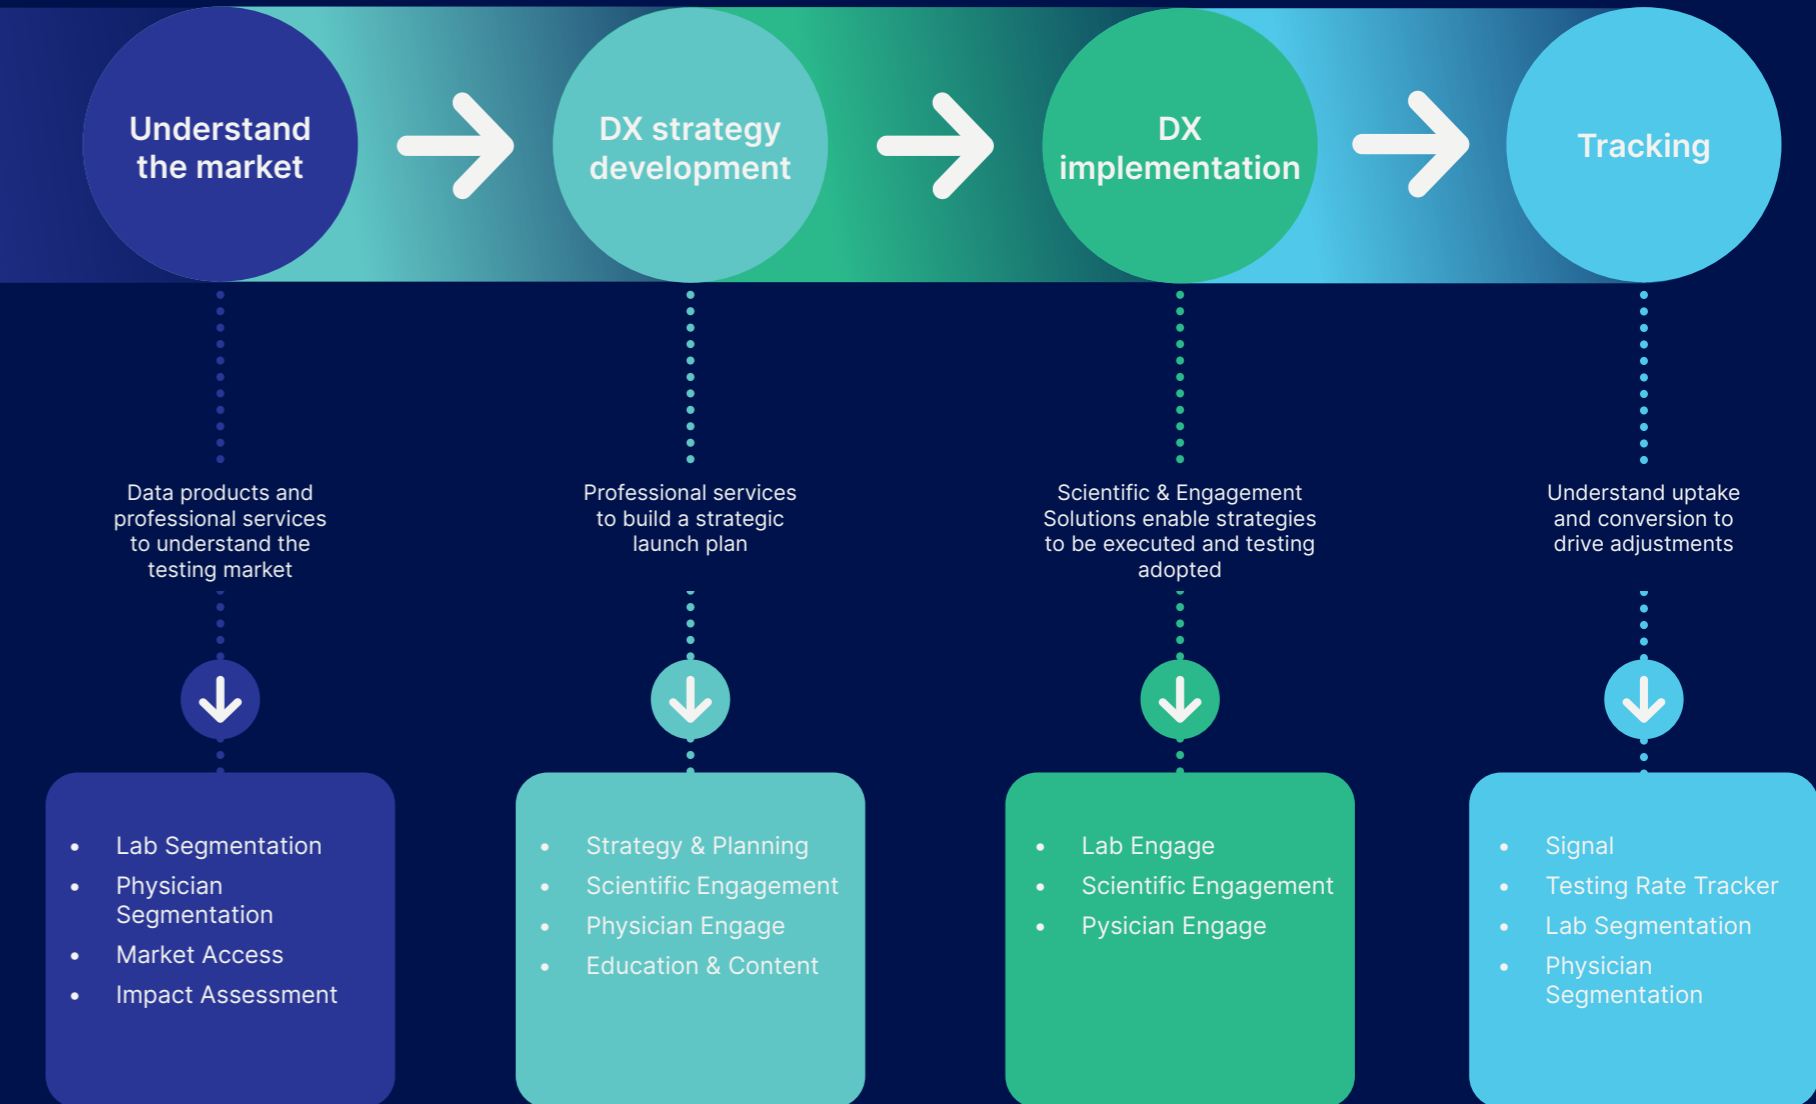 Understand
the market
DX strategy
development
DX
implementation
Tracking
Data products and
professional services
to understand the
testing market
Professional services
to build a strategic
launch plan
Scientific & Engagement
Solutions enable strategies
to be executed and testing
adopted
Understand uptake
and conversion to
drive adjustments
• Lab Segmentation
• Physician
Segmentation
• Market Access
• Impact Assessment
• Strategy & Planning
• Scientific Engagement
• Physician Engage
• Education & Content
• Lab Engage
• Scientific Engagement
• Pysician Engage
• Signal
• Testing Rate Tracker
• Lab Segmentation
• Physician
Segmentation